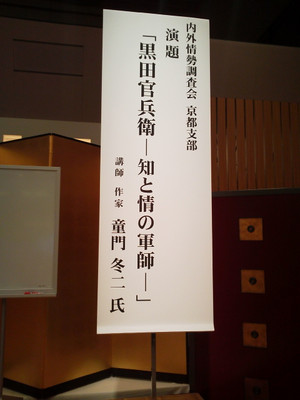 内外情勢調査会 京都支部
演題
「黒田官兵衛―知と情の軍師―」
講師 作家 童門 冬二 氏